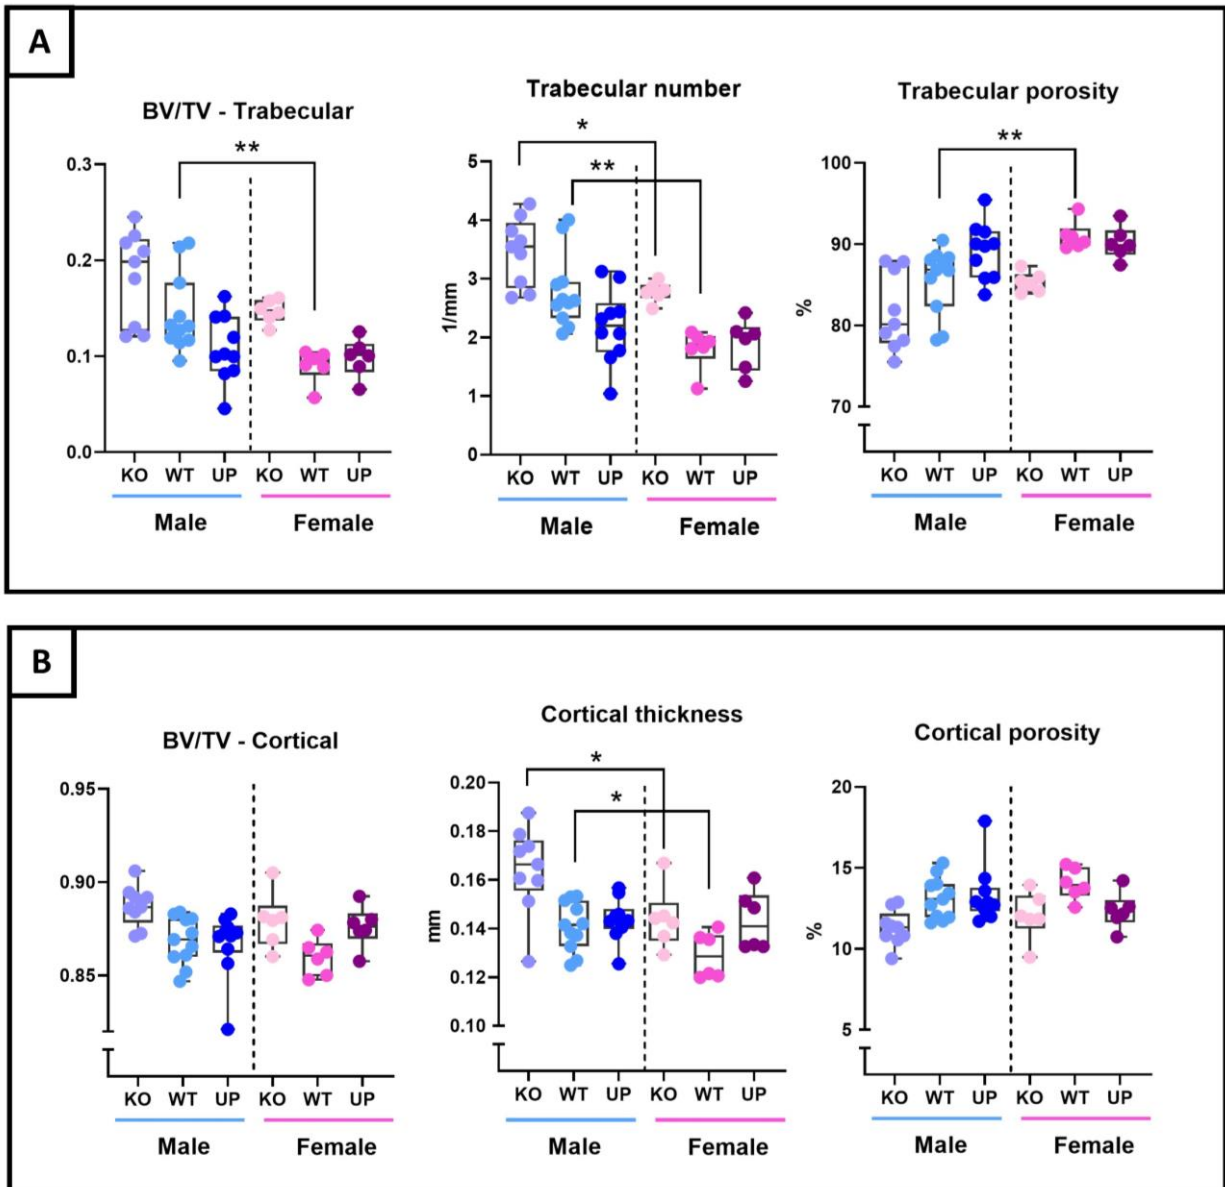 A
BV/TV - Trabecular
**
0.3
0.2
0.1
0.0
KO WT UP KO WT UP
Male Female
Trabecular number
*
**
1/mm
5
4
3
2
1
0
KO WT UP KO WT UP
Male Female
Trabecular porosity
**
%
100
90
80
70
KO WT UP KO WT UP
Male Female
B
BV/TV - Cortical
0.95
0.90
0.85
KO WT UP KO WT UP
Male Female
Cortical thickness
*
*
mm
0.20
0.18
0.16
0.14
0.12
0.10
KO WT UP KO WT UP
Male Female
Cortical porosity
%
20
15
10
5
KO WT UP KO WT UP
Male Female